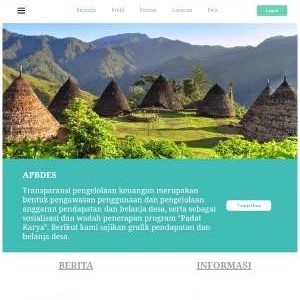 Beranda Profil Potensi Layanan Peta Login
APBDES
Transparansi pengelolaan keuangan merupakan
bentuk pengawasan penggunaan dan pengelolaan
anggaran pendapatan dan belanja desa, serta sebagai
sosialisasi dan wadah penerapan program "Padat
Karya". Berikut kami sajikan grafik pendapatan dan
belanja desa.
Tampilkan
BERITA INFORMASI